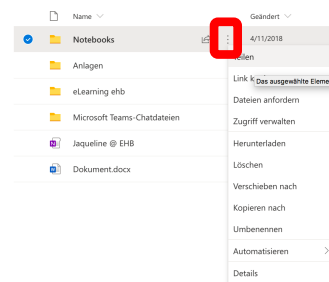 Name Geändert
Notebooks 4/11/2018
Teilen
Anlagen
Link k Das ausgewählte Eleme
eLearning ehb
Dateien anfordern
Microsoft Teams-Chatdateien
Zugriff verwalten
Jaqueline @ EHB
Herunterladen
Dokument.docx
Löschen
Verschieben nach
Kopieren nach
Umbenennen
Automatisieren
Details